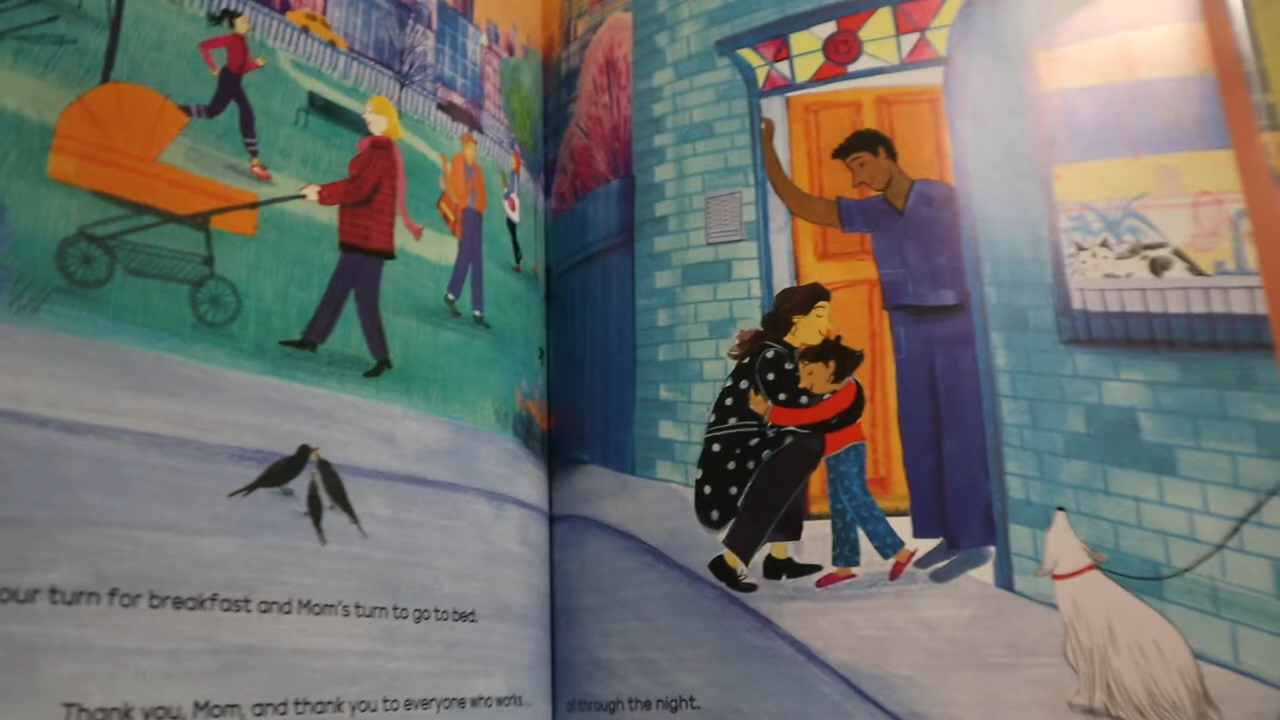 13
our turn for breakfast and Mom's turn to go to bed.
Thank you, Mom, and thank you to everyone who works... all through the night.